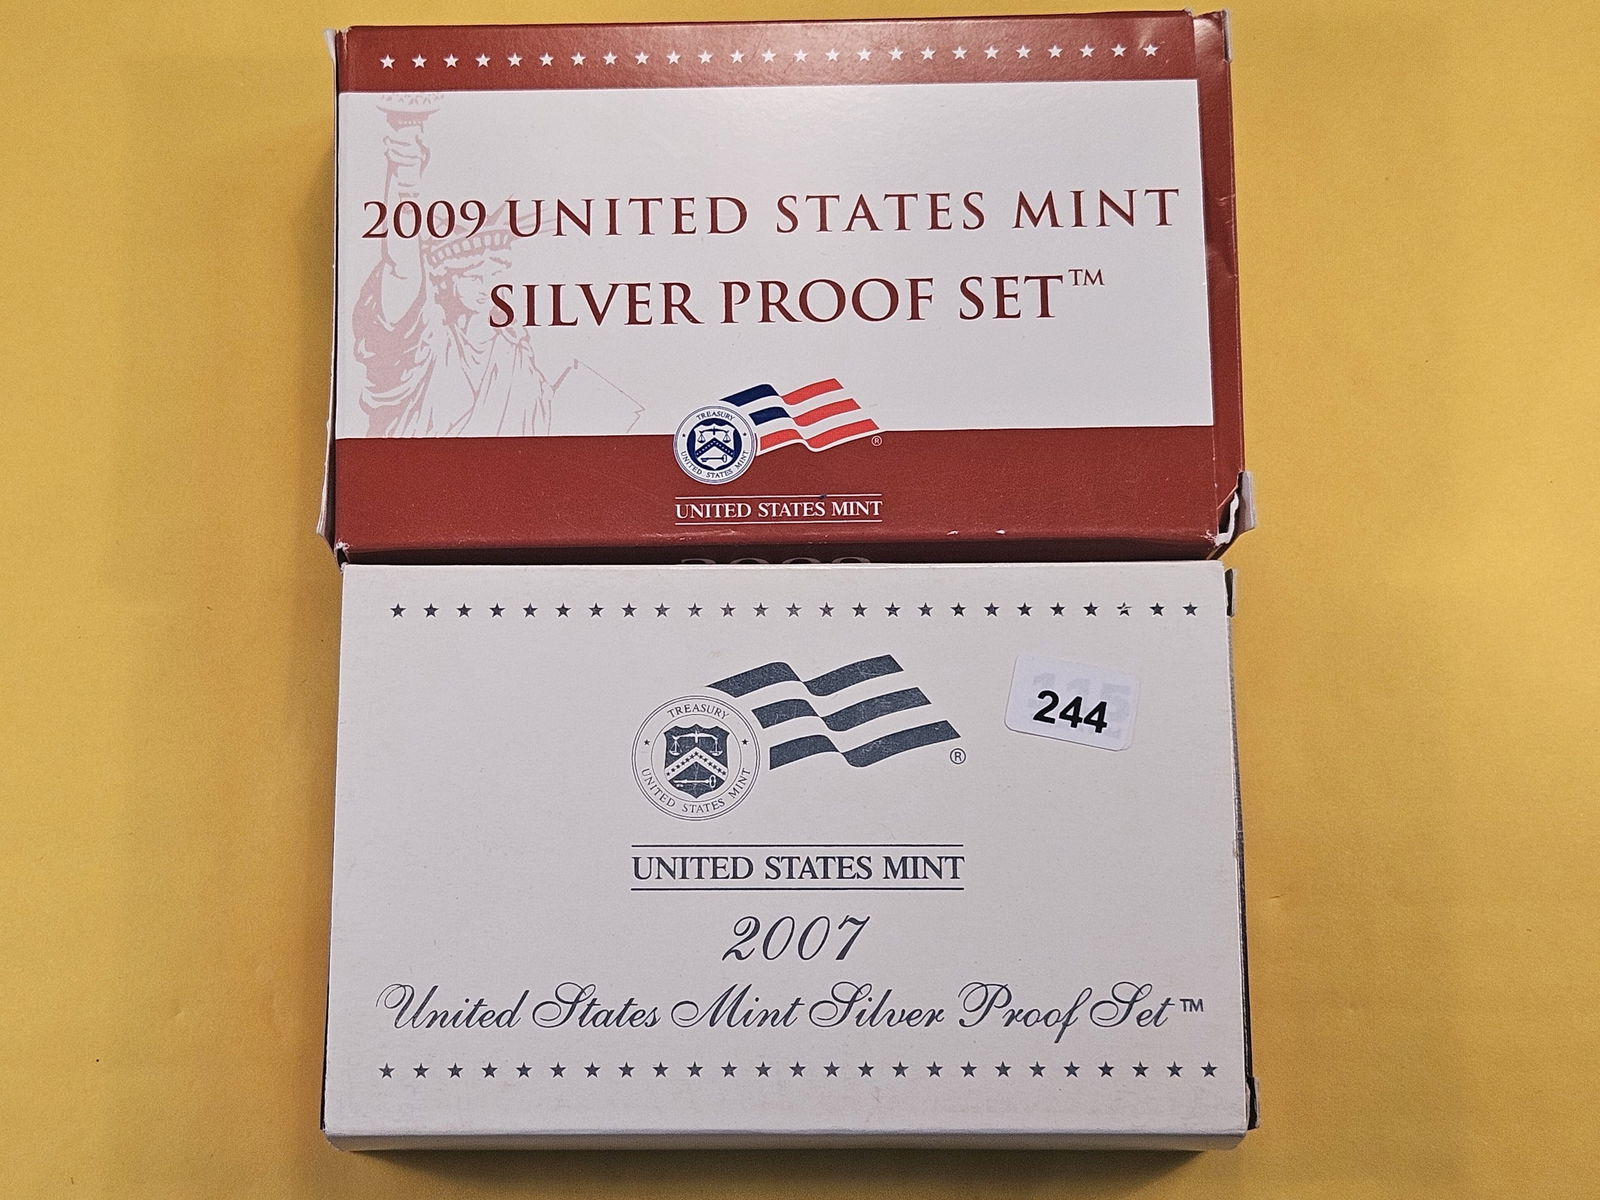 2009 UNITED STATES MINT
SILVER PROOF SET™
TREASURY
UNITED STATES MINT
®
UNITED STATES MINT
TREASURY
UNITED STATES MINT
®
244
UNITED STATES MINT
2007
United States Mint Silver Proof Set™